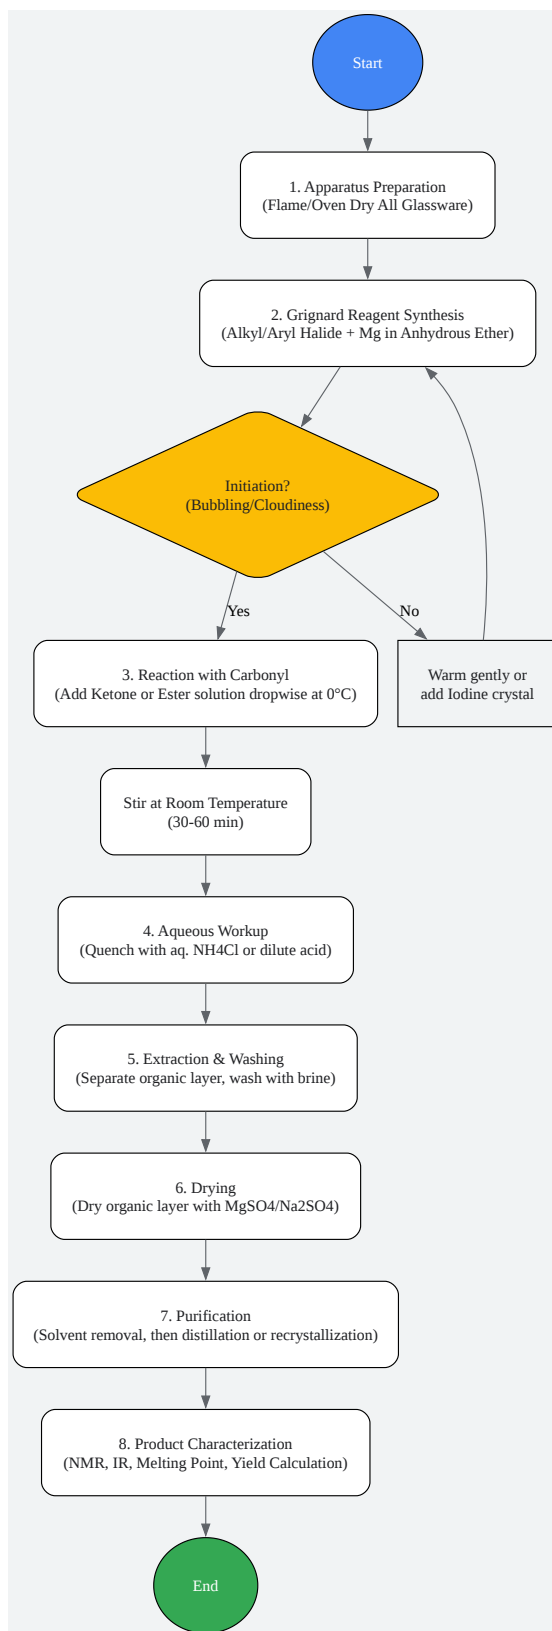 Start
1. Apparatus Preparation
(Flame/Oven Dry All Glassware)
2. Grignard Reagent Synthesis
(Alkyl/Aryl Halide + Mg in Anhydrous Ether)
Initiation?
(Bubbling/Cloudiness)
Yes
No
3. Reaction with Carbonyl
(Add Ketone or Ester solution dropwise at 0°C)
Warm gently or
add Iodine crystal
Stir at Room Temperature
(30-60 min)
4. Aqueous Workup
(Quench with aq. NH4Cl or dilute acid)
5. Extraction & Washing
(Separate organic layer, wash with brine)
6. Drying
(Dry organic layer with MgSO4/Na2SO4)
7. Purification
(Solvent removal, then distillation or recrystallization)
8. Product Characterization
(NMR, IR, Melting Point, Yield Calculation)
End